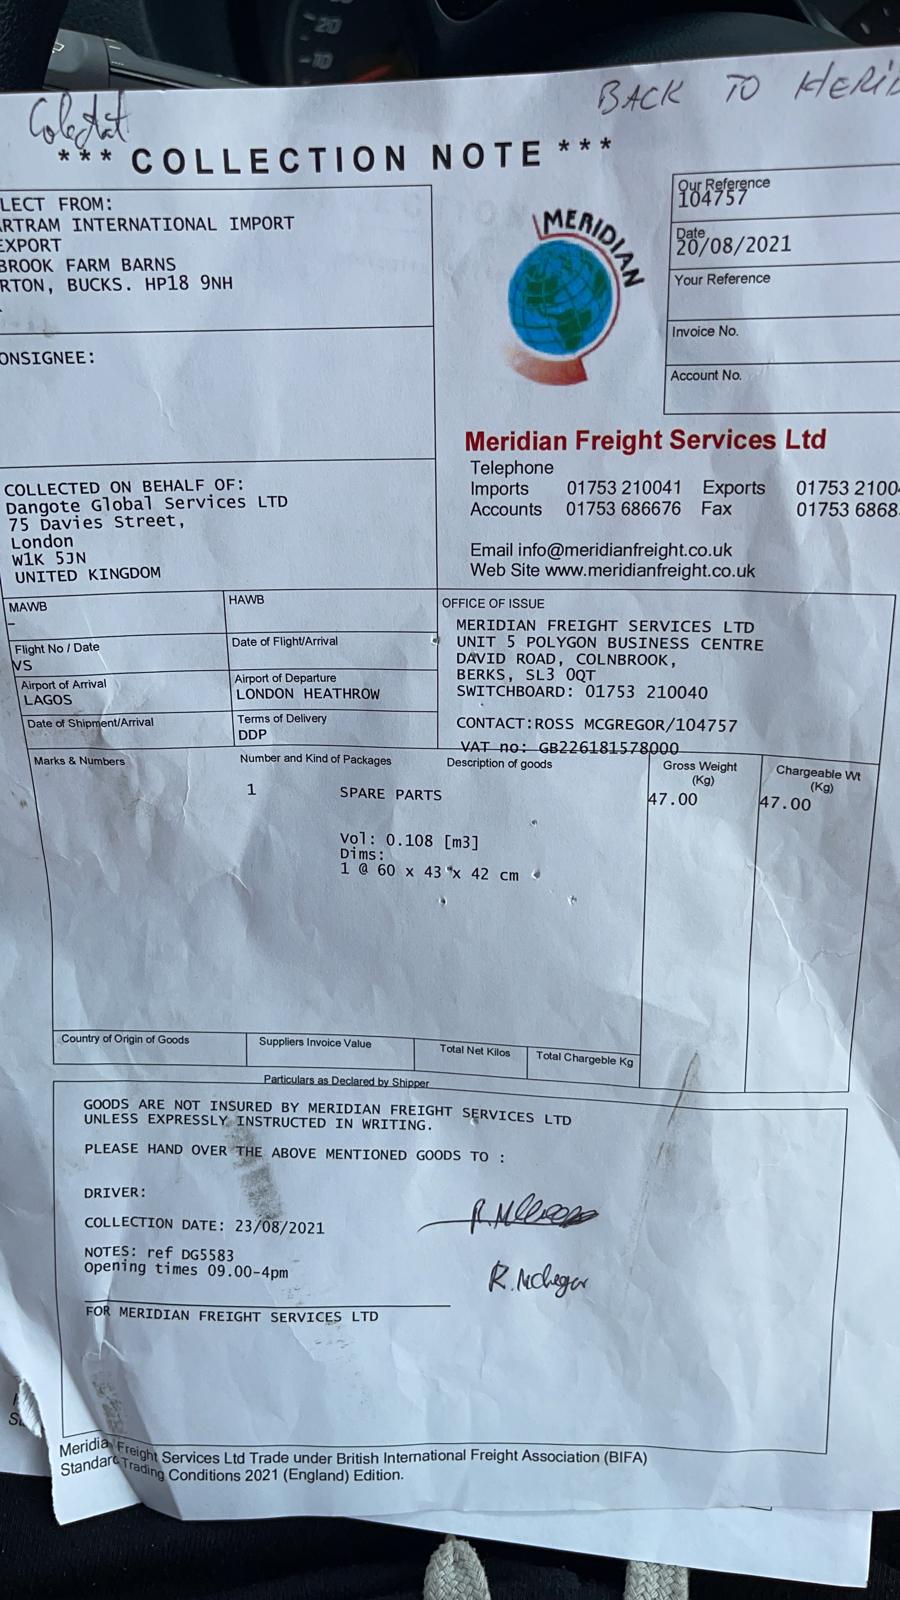 BACK TO MERID
*** COLLECTION NOTE ***
LECT FROM:
ARTRAM INTERNATIONAL IMPORT
EXPORT
BROOK FARM BARNS
RTON, BUCKS. HP18 9NH
MERIDIAN
Our Reference
104757
Date
20/08/2021
Your Reference
Invoice No.
Account No.
ONSIGNEE:
Meridian Freight Services Ltd
Telephone
Imports 01753 210041 Exports 01753 2100
Accounts 01753 686676 Fax 01753 6868
Email info@meridianfreight.co.uk
Web Site www.meridianfreight.co.uk
COLLECTED ON BEHALF OF:
Dangote Global Services LTD
75 Davies Street,
London
W1K 5JN
UNITED KINGDOM
MAWB
–
HAWB
Flight No / Date
VS
Date of Flight/Arrival
Airport of Arrival
LAGOS
Airport of Departure
LONDON HEATHROW
Date of Shipment/Arrival
Terms of Delivery
DDP
OFFICE OF ISSUE
MERIDIAN FREIGHT SERVICES LTD
UNIT 5 POLYGON BUSINESS CENTRE
DAVID ROAD, COLNBROOK,
BERKS, SL3 0QT
SWITCHBOARD: 01753 210040
CONTACT:ROSS MCGREGOR/104757
VAT no: GB226181578000
Marks & Numbers
Number and Kind of Packages
Description of goods
Gross Weight
(Kg)
Chargeable Wt
(Kg)
1 SPARE PARTS 47.00 47.00
Vol: 0.108 [m3]
Dims:
1 @ 60 x 43 x 42 cm
Country of Origin of Goods
Suppliers Invoice Value
Total Net Kilos
Total Chargeble Kg
Particulars as Declared by Shipper
GOODS ARE NOT INSURED BY MERIDIAN FREIGHT SERVICES LTD
UNLESS EXPRESSLY INSTRUCTED IN WRITING.
PLEASE HAND OVER THE ABOVE MENTIONED GOODS TO :
DRIVER:
COLLECTION DATE: 23/08/2021
NOTES: ref DG5583
Opening times 09.00-4pm
FOR MERIDIAN FREIGHT SERVICES LTD
Meridia Freight Services Ltd Trade under British International Freight Association (BIFA)
Standard Trading Conditions 2021 (England) Edition.